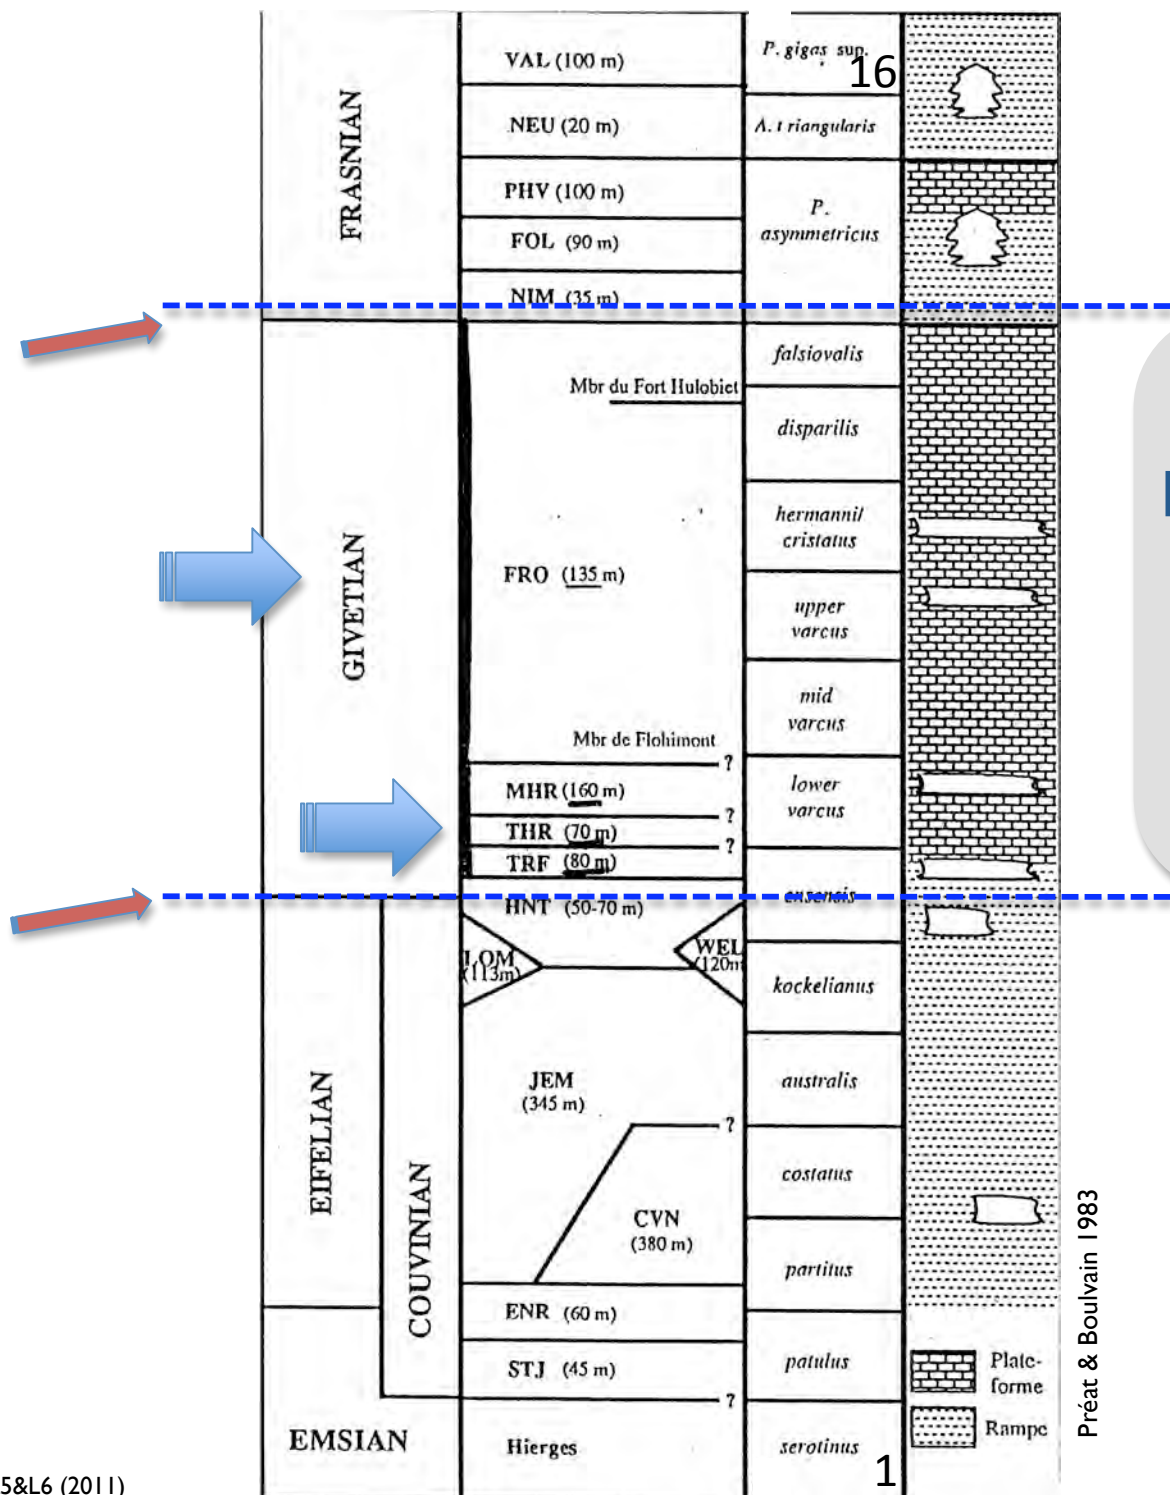 VAL (100 m)
P. gigas sup.
16
NEU (20 m)
A. triangularis
FRASNIAN
PHV (100 m)
P.
asymmetricus
FOL (90 m)
NIM (35 m)
falsiovalis
Mbr du Fort Hulobiet
disparilis
hermanni/
cristatus
GIVETIAN
FRO (135 m)
upper
varcus
mid
varcus
Mbr de Flohimont
?
MHR (160 m)
lower
varcus
?
THR (70 m)
?
TRF (80 m)
ensensis
HNT (50-70 m)
LOM
(113m)
WEL
(120m
kockelianus
JEM
(345 m)
australis
?
EIFELIAN
COUVINIAN
costatus
CVN
(380 m)
partitus
ENR (60 m)
STJ (45 m)
patulus
?
EMSIAN
Hierges
serotinus
1
Plate-
forme
Rampe
Préat & Boulvain 1983
5&L6 (2011)